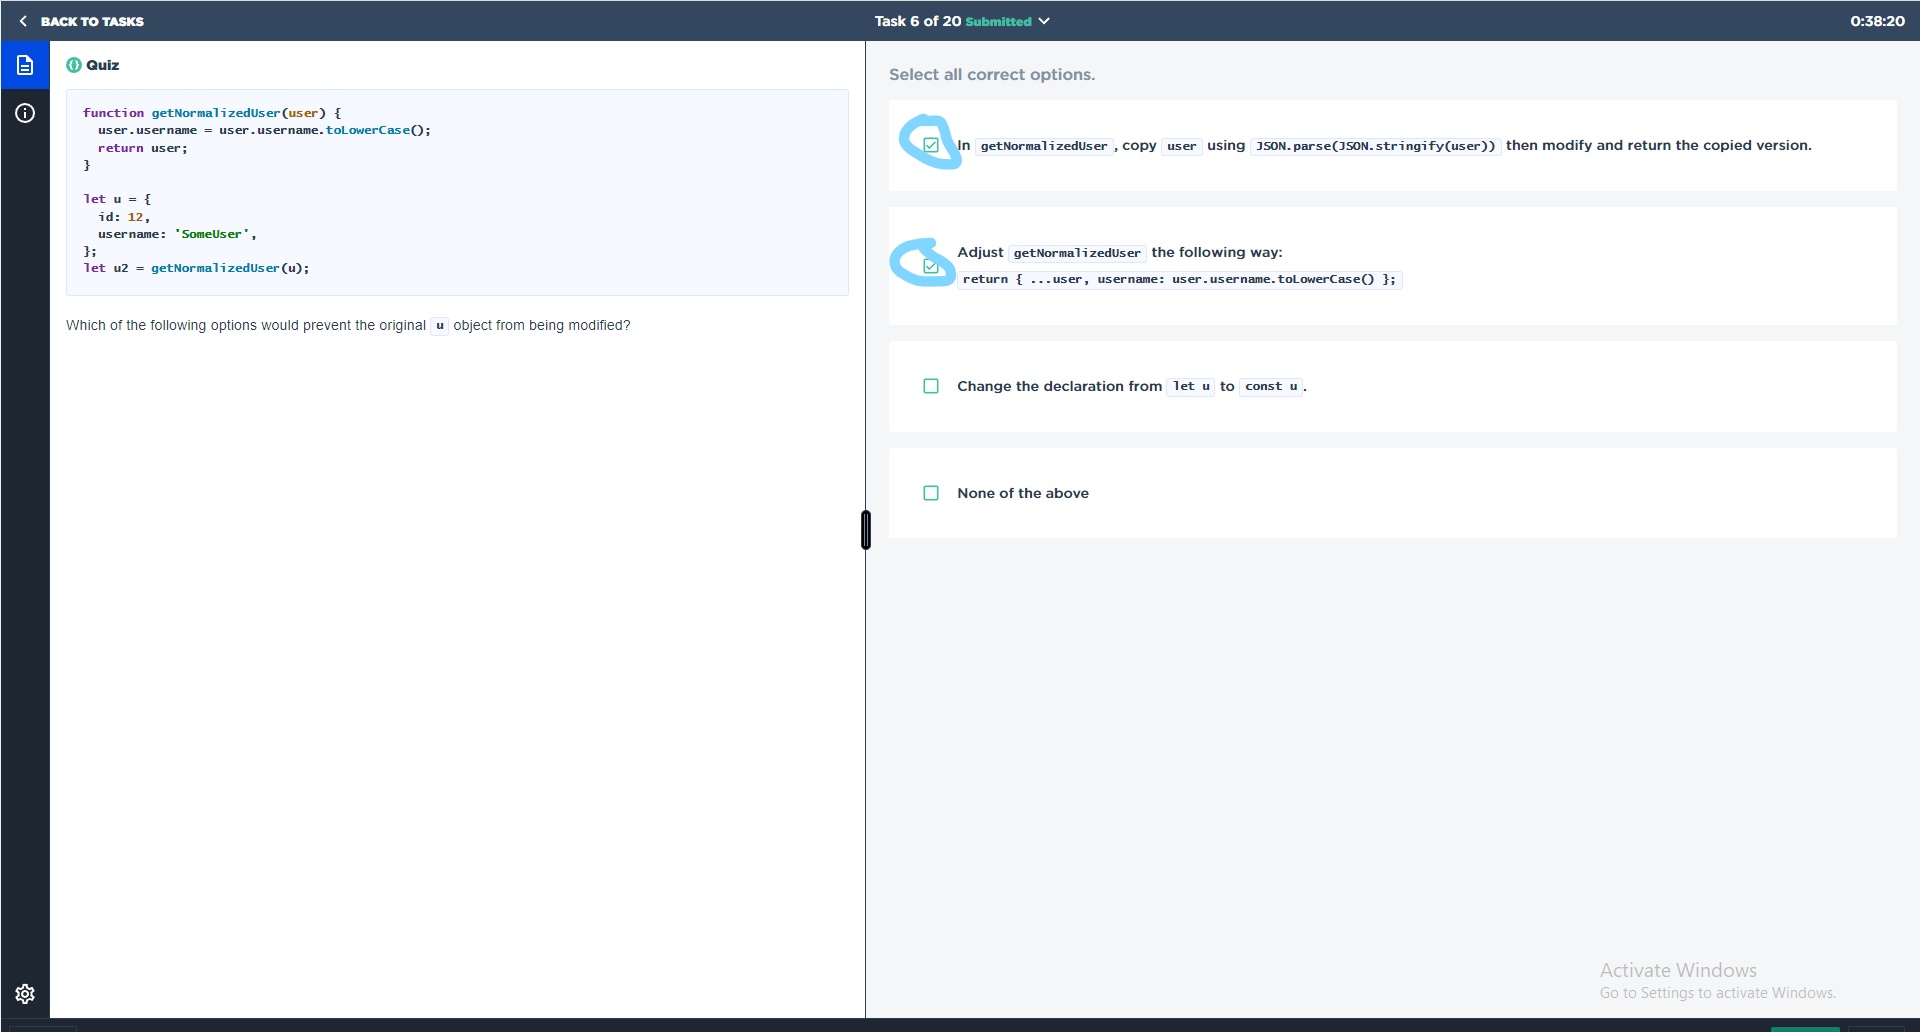 BACK TO TASKS
Task 6 of 20 Submitted
0:38:20
Quiz
function getNormalizedUser(user) {
  user.username = user.username.toLowerCase();
  return user;
}

let u = {
  id: 12,
  username: 'SomeUser',
};
let u2 = getNormalizedUser(u);
Which of the following options would prevent the original u object from being modified?
Select all correct options.
In getNormalizedUser, copy user using JSON.parse(JSON.stringify(user)) then modify and return the copied version.
Adjust getNormalizedUser the following way:
return { ...user, username: user.username.toLowerCase() };
Change the declaration from let u to const u.
None of the above
Activate Windows
Go to Settings to activate Windows.